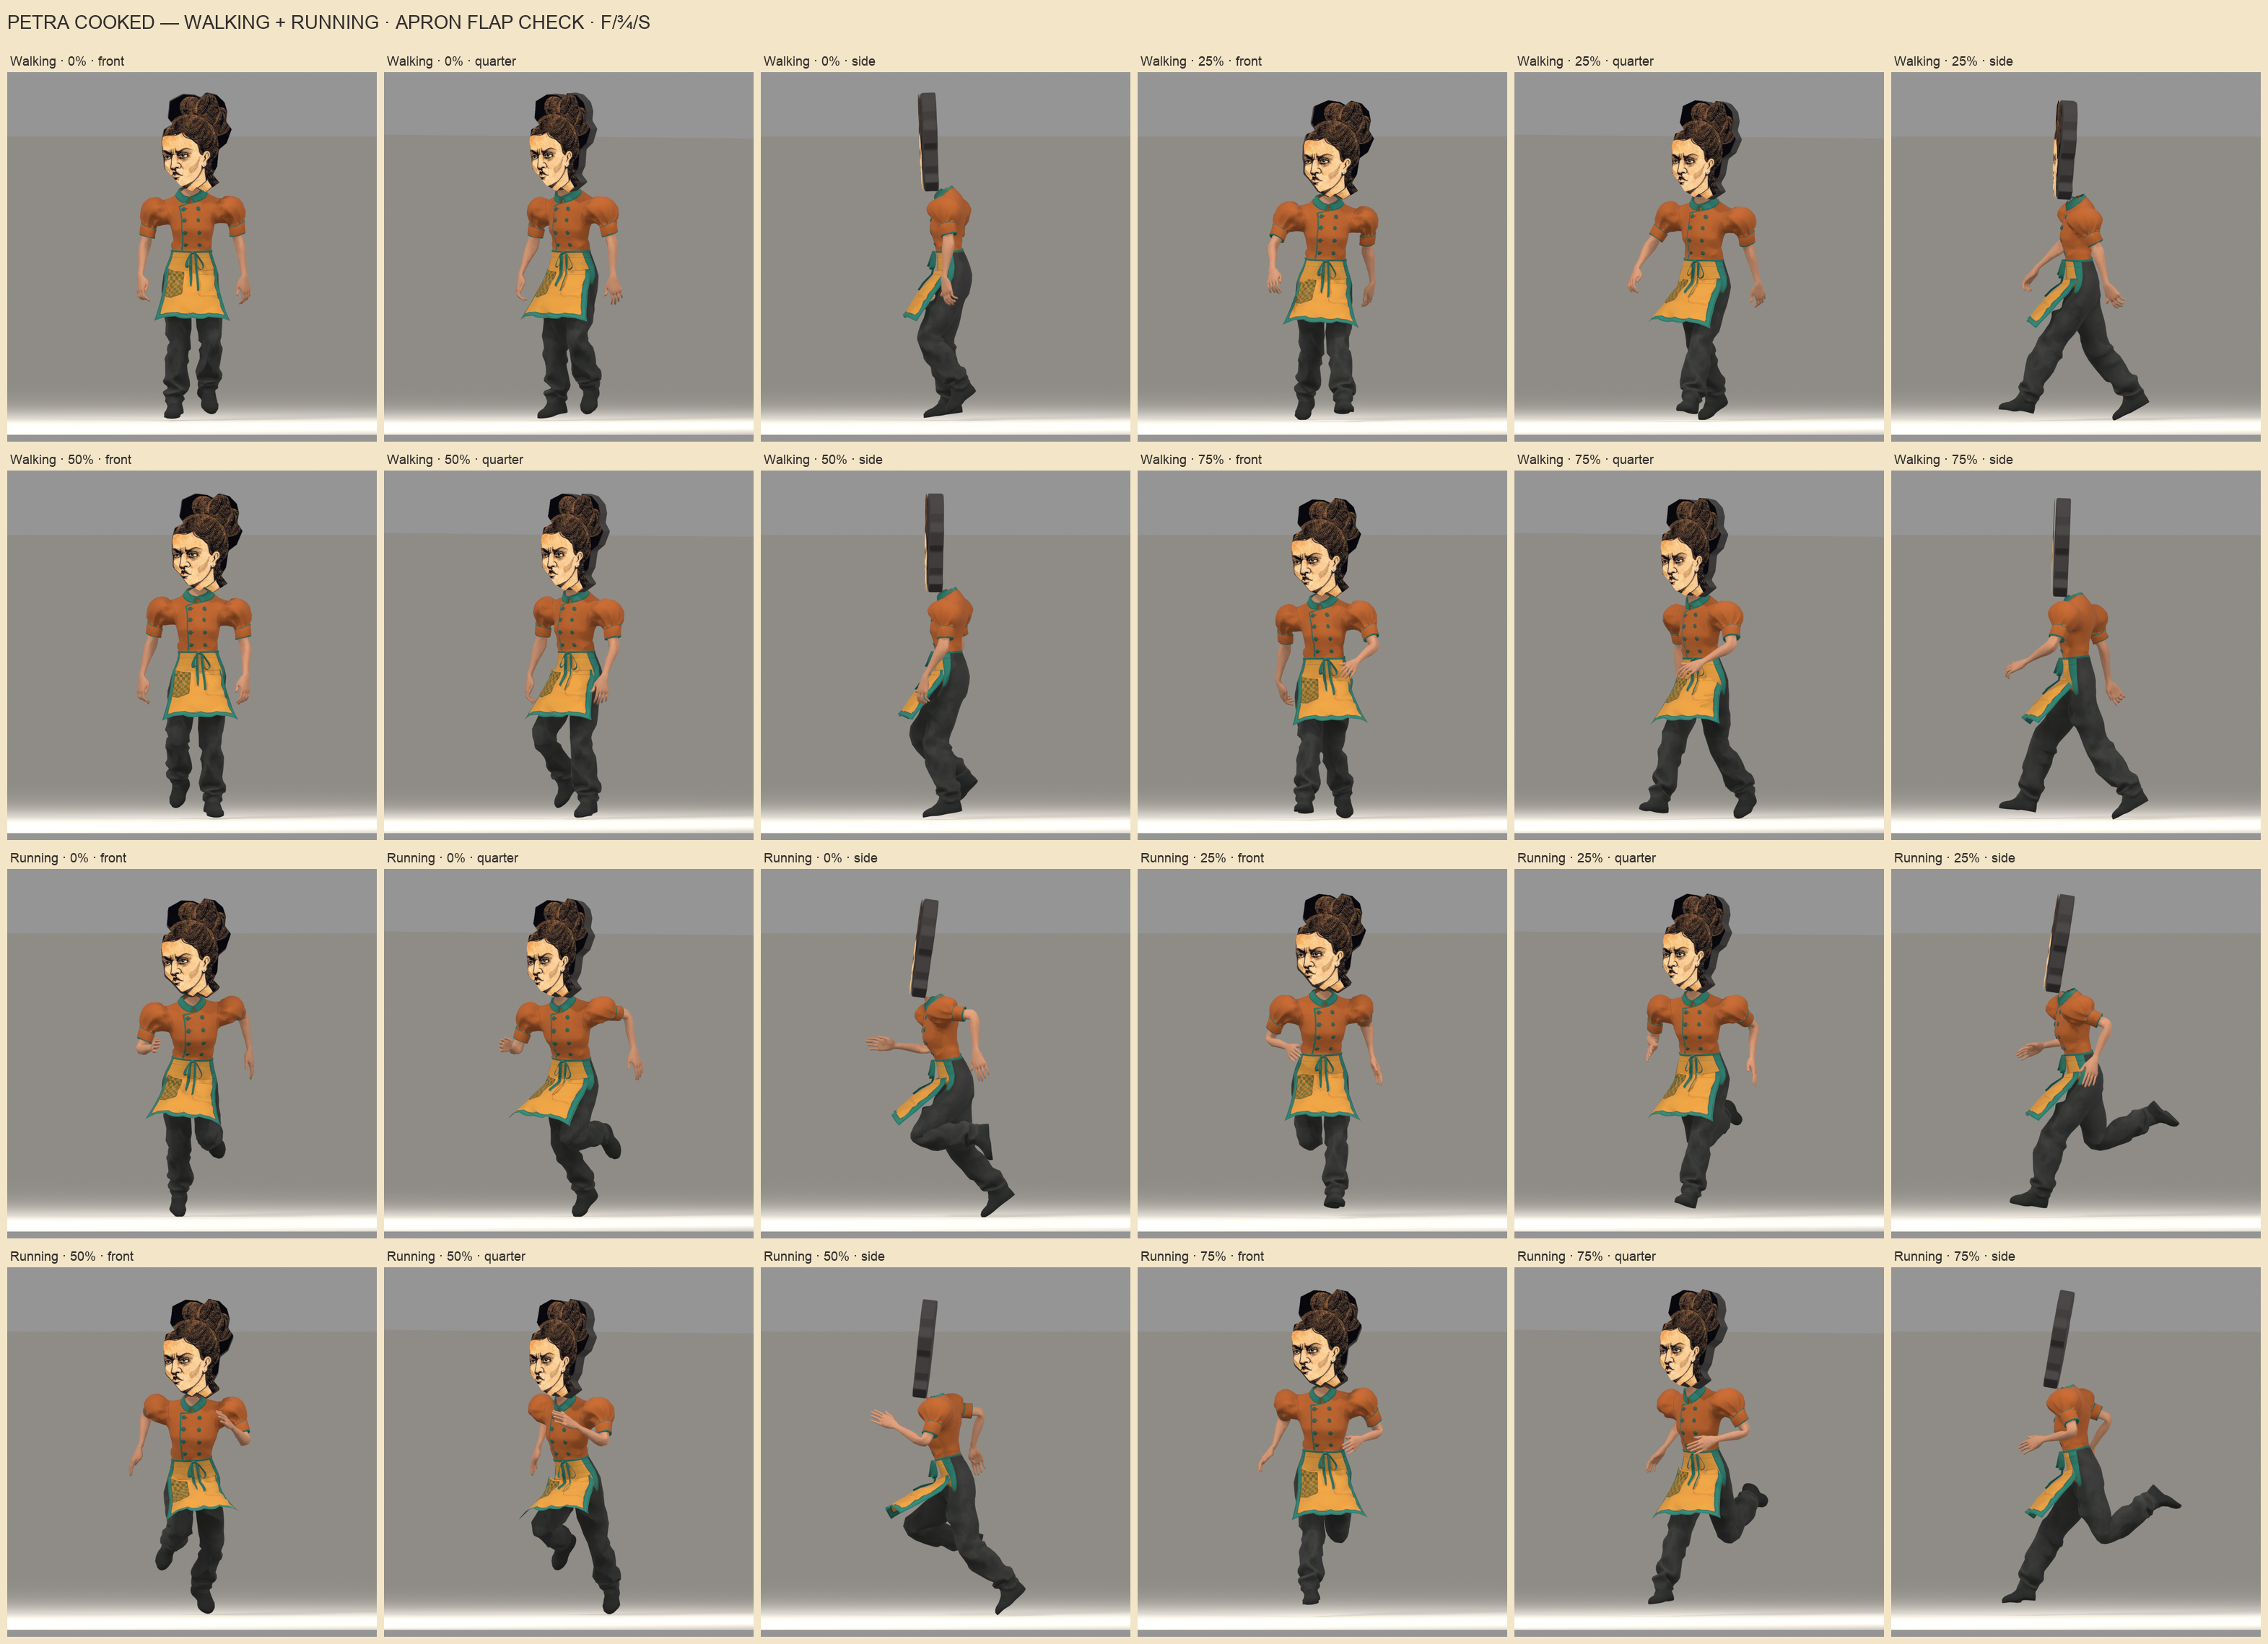 PETRA COOKED — WALKING + RUNNING · APRON FLAP CHECK · F/¾/S
Walking · 0% · front
Walking · 0% · quarter
Walking · 0% · side
Walking · 25% · front
Walking · 25% · quarter
Walking · 25% · side
Walking · 50% · front
Walking · 50% · quarter
Walking · 50% · side
Walking · 75% · front
Walking · 75% · quarter
Walking · 75% · side
Running · 0% · front
Running · 0% · quarter
Running · 0% · side
Running · 25% · front
Running · 25% · quarter
Running · 25% · side
Running · 50% · front
Running · 50% · quarter
Running · 50% · side
Running · 75% · front
Running · 75% · quarter
Running · 75% · side